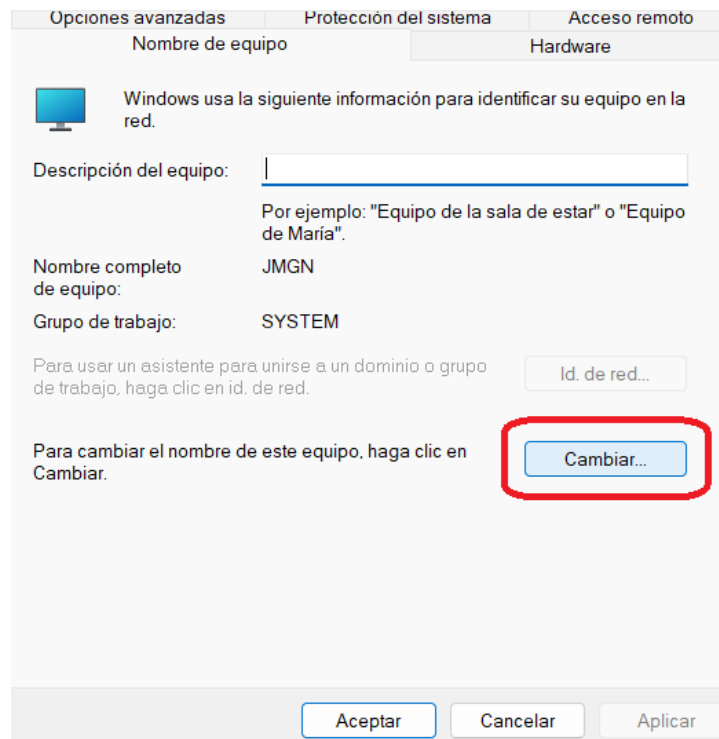 Opciones avanzadas Protección del sistema Acceso remoto
Nombre de equipo Hardware
Windows usa la siguiente información para identificar su equipo en la
red.
Descripción del equipo:
Por ejemplo: "Equipo de la sala de estar" o "Equipo
de María".
Nombre completo
de equipo:
JMGN
Grupo de trabajo: SYSTEM
Para usar un asistente para unirse a un dominio o grupo
de trabajo, haga clic en id. de red.
Id. de red...
Para cambiar el nombre de este equipo, haga clic en
Cambiar.
Cambiar...
Aceptar Cancelar Aplicar